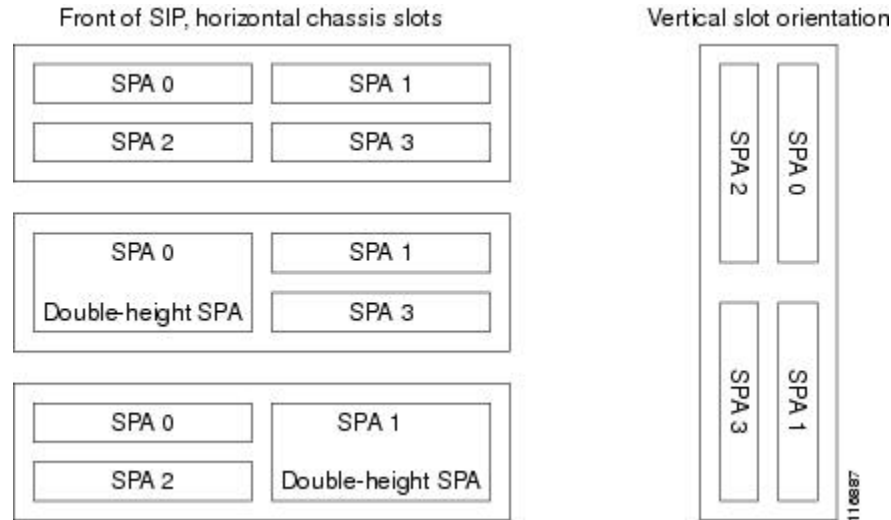 Front of SIP, horizontal chassis slots
Vertical slot orientation
SPA 0
SPA 1
SPA 2
SPA 3
SPA 0
Double-height SPA
SPA 1
SPA 3
SPA 0
SPA 2
SPA 1
Double-height SPA
SPA 2
SPA 0
SPA 3
SPA 1
116887